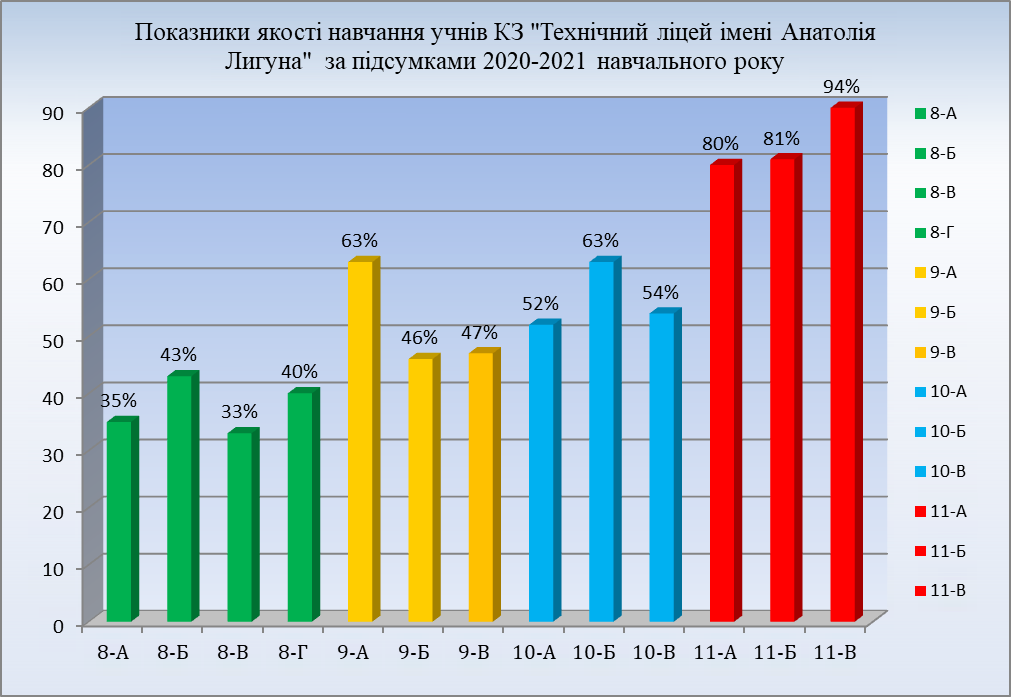 Показники якості навчання учнів КЗ "Технічний ліцей імені Анатолія
Лигуна" за підсумками 2020-2021 навчального року
90
80
70
60
50
40
30
20
10
0
35%
43%
33%
40%
63%
46%
47%
52%
63%
54%
80%
81%
94%
8-А
8-Б
8-В
8-Г
9-А
9-Б
9-В
10-А
10-Б
10-В
11-А
11-Б
11-В
8-А
8-Б
8-В
8-Г
9-А
9-Б
9-В
10-А
10-Б
10-В
11-А
11-Б
11-В